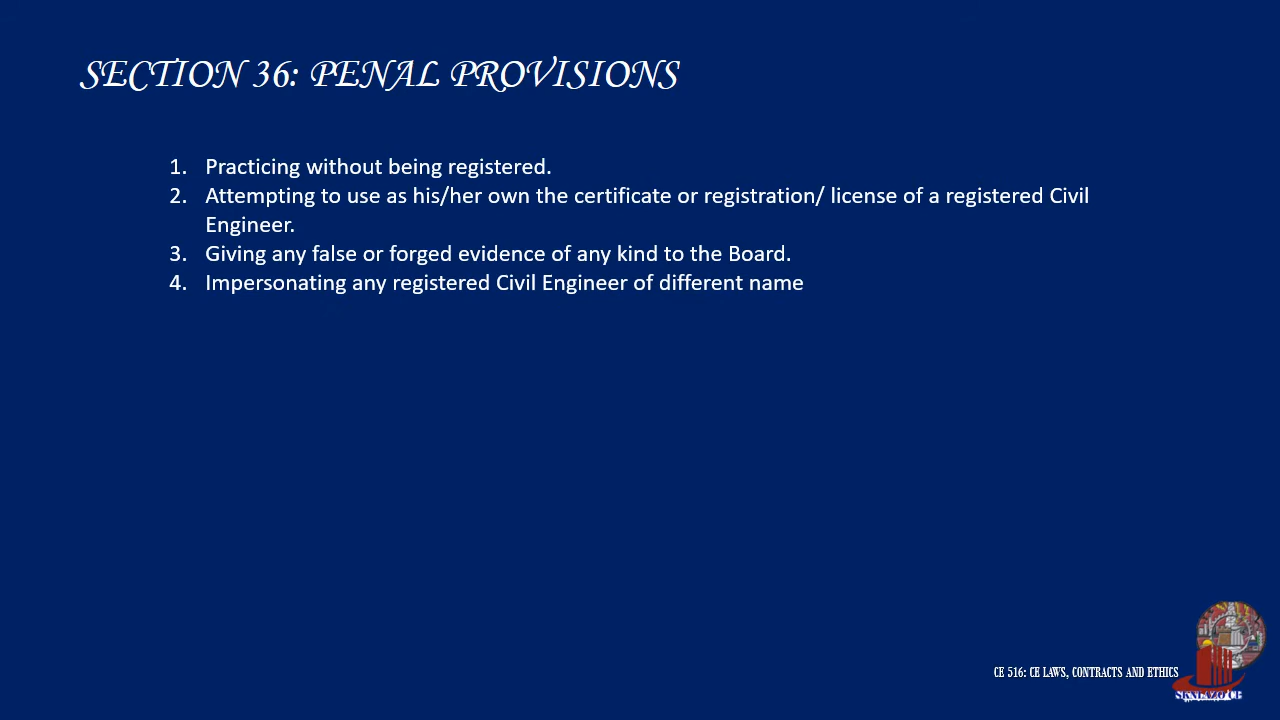 SECTION 36: PENAL PROVISIONS
1. Practicing without being registered.
2. Attempting to use as his/her own the certificate or registration/ license of a registered Civil
Engineer.
3. Giving any false or forged evidence of any kind to the Board.
4. Impersonating any registered Civil Engineer of different name
CE 516: CE LAWS, CONTRACTS AND ETHICS